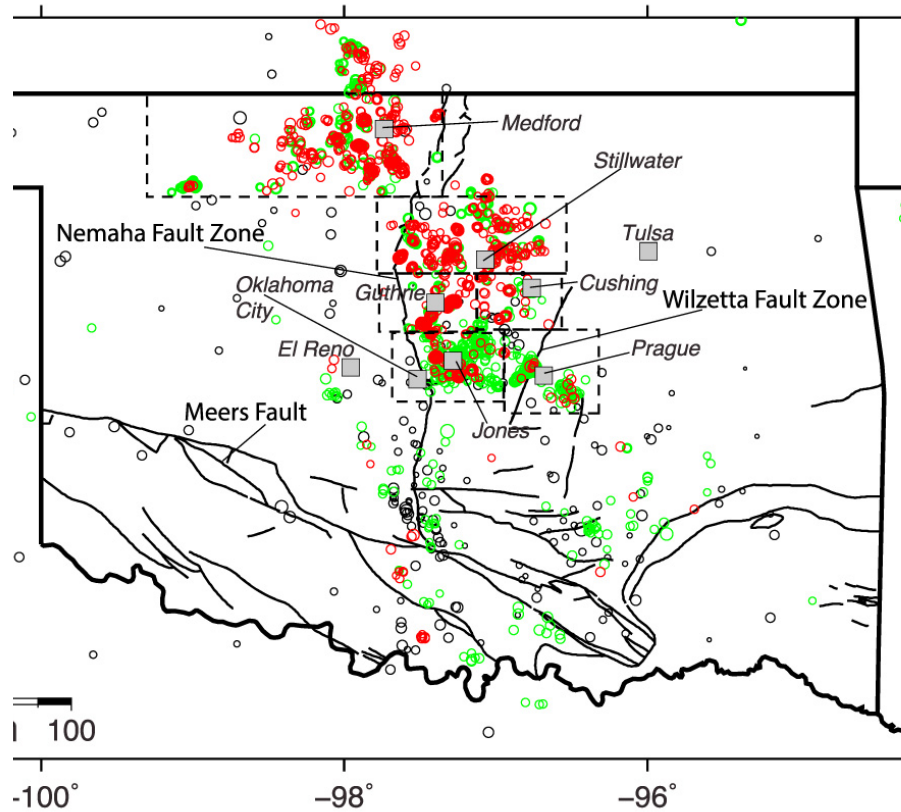 Medford
Stillwater
Tulsa
Nemaha Fault Zone
Oklahoma
City
Guthrie
Cushing
Wilzetta Fault Zone
El Reno
Prague
Meers Fault
Jones
100
-100°
-98°
-96°